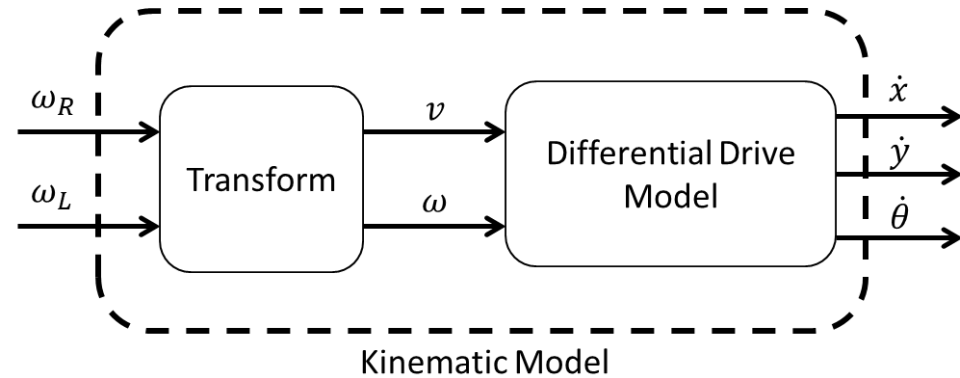 ω_R
v
ẋ
Differential Drive
Model
ẏ
Transform
ω_L
ω
θ̇
Kinematic Model